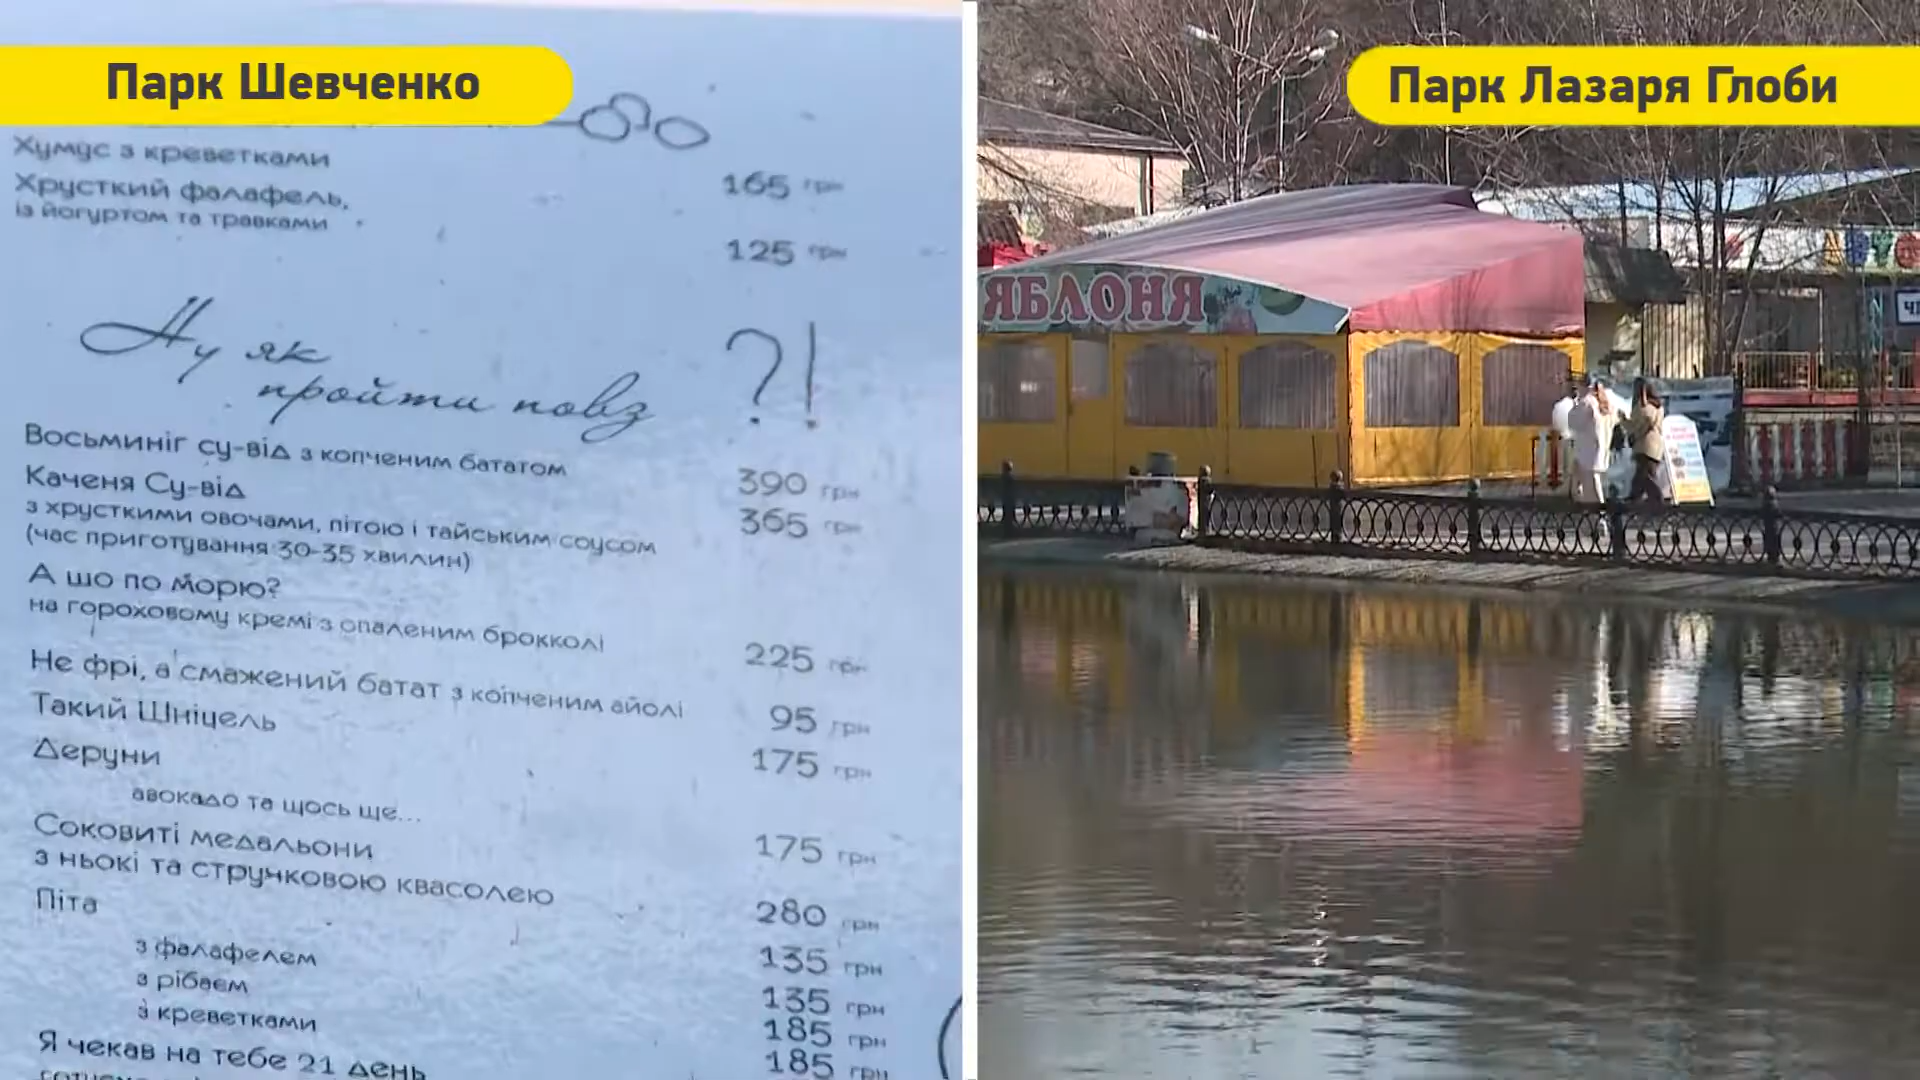 Парк Шевченко
Хумус з креветками
165 грн
Хрусткий фалафель,
із йогуртом та травками
125 грн
Ну як
пройти повз ?!
Восьминіг су-від з копченим бататом
390 грн
Каченя Су-від
365 грн
з хрусткими овочами, пітою і тайським соусом
(час приготування 30-35 хвилин)
А шо по морю?
на гороховому кремі з опаленим брокколі
225 грн
Не фрі, а смажений батат з копченим айолі
95 грн
Такий Шніцель
175 грн
Деруни
авокадо та щось ще...
175 грн
Соковиті медальони
з ньокі та стручковою квасолею
280 грн
Піта
з фалафелем
135 грн
з рібаєм
135 грн
з креветками
185 грн
Я чекав на тебе 21 день
185 грн
Парк Лазаря Глоби
ЯБЛОНЯ